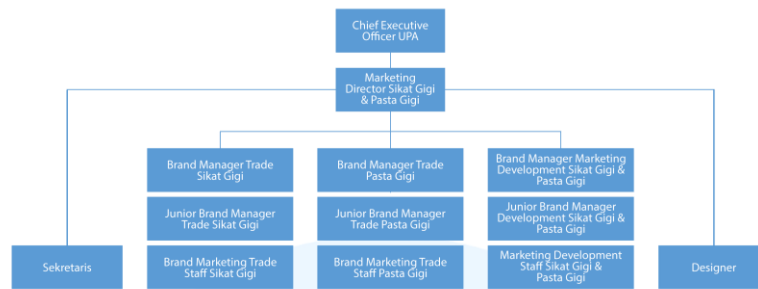 Chief Executive
Officer UPA
Marketing
Director Sikat Gigi
& Pasta Gigi
Brand Manager Trade
Sikat Gigi
Brand Manager Trade
Pasta Gigi
Brand Manager Marketing
Development Sikat Gigi &
Pasta Gigi
Junior Brand Manager
Trade Sikat Gigi
Junior Brand Manager
Trade Pasta Gigi
Junior Brand Manager
Development Sikat Gigi &
Pasta Gigi
Sekretaris
Brand Marketing Trade
Staff Sikat Gigi
Brand Marketing Trade
Staff Pasta Gigi
Marketing Development
Staff Sikat Gigi &
Pasta Gigi
Designer